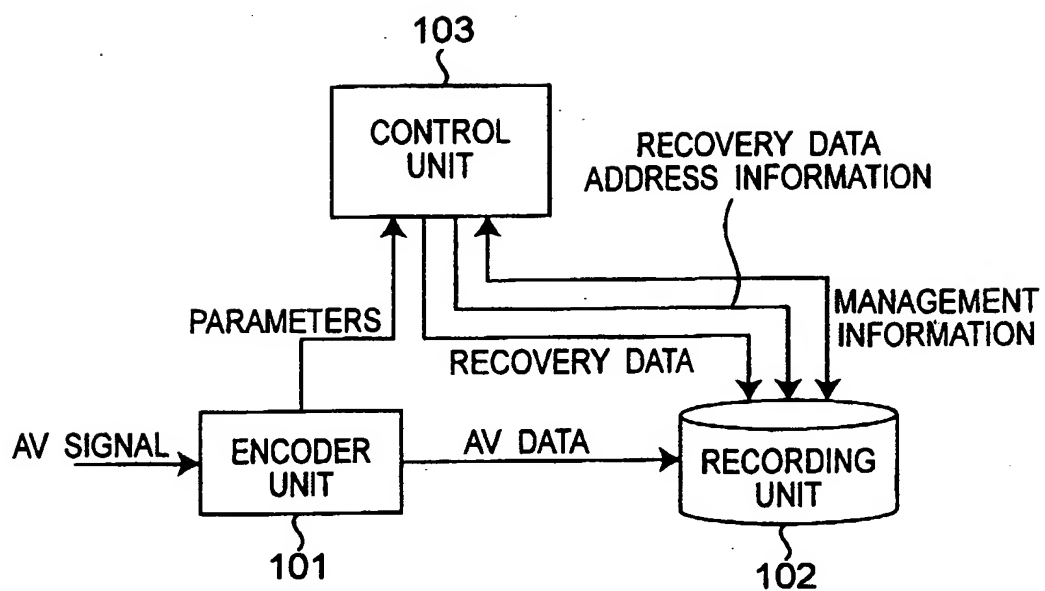 103
CONTROL
UNIT
RECOVERY DATA
ADDRESS INFORMATION
PARAMETERS
RECOVERY DATA
MANAGEMENT
INFORMATION
AV SIGNAL
ENCODER
UNIT
AV DATA
RECORDING
UNIT
101
102